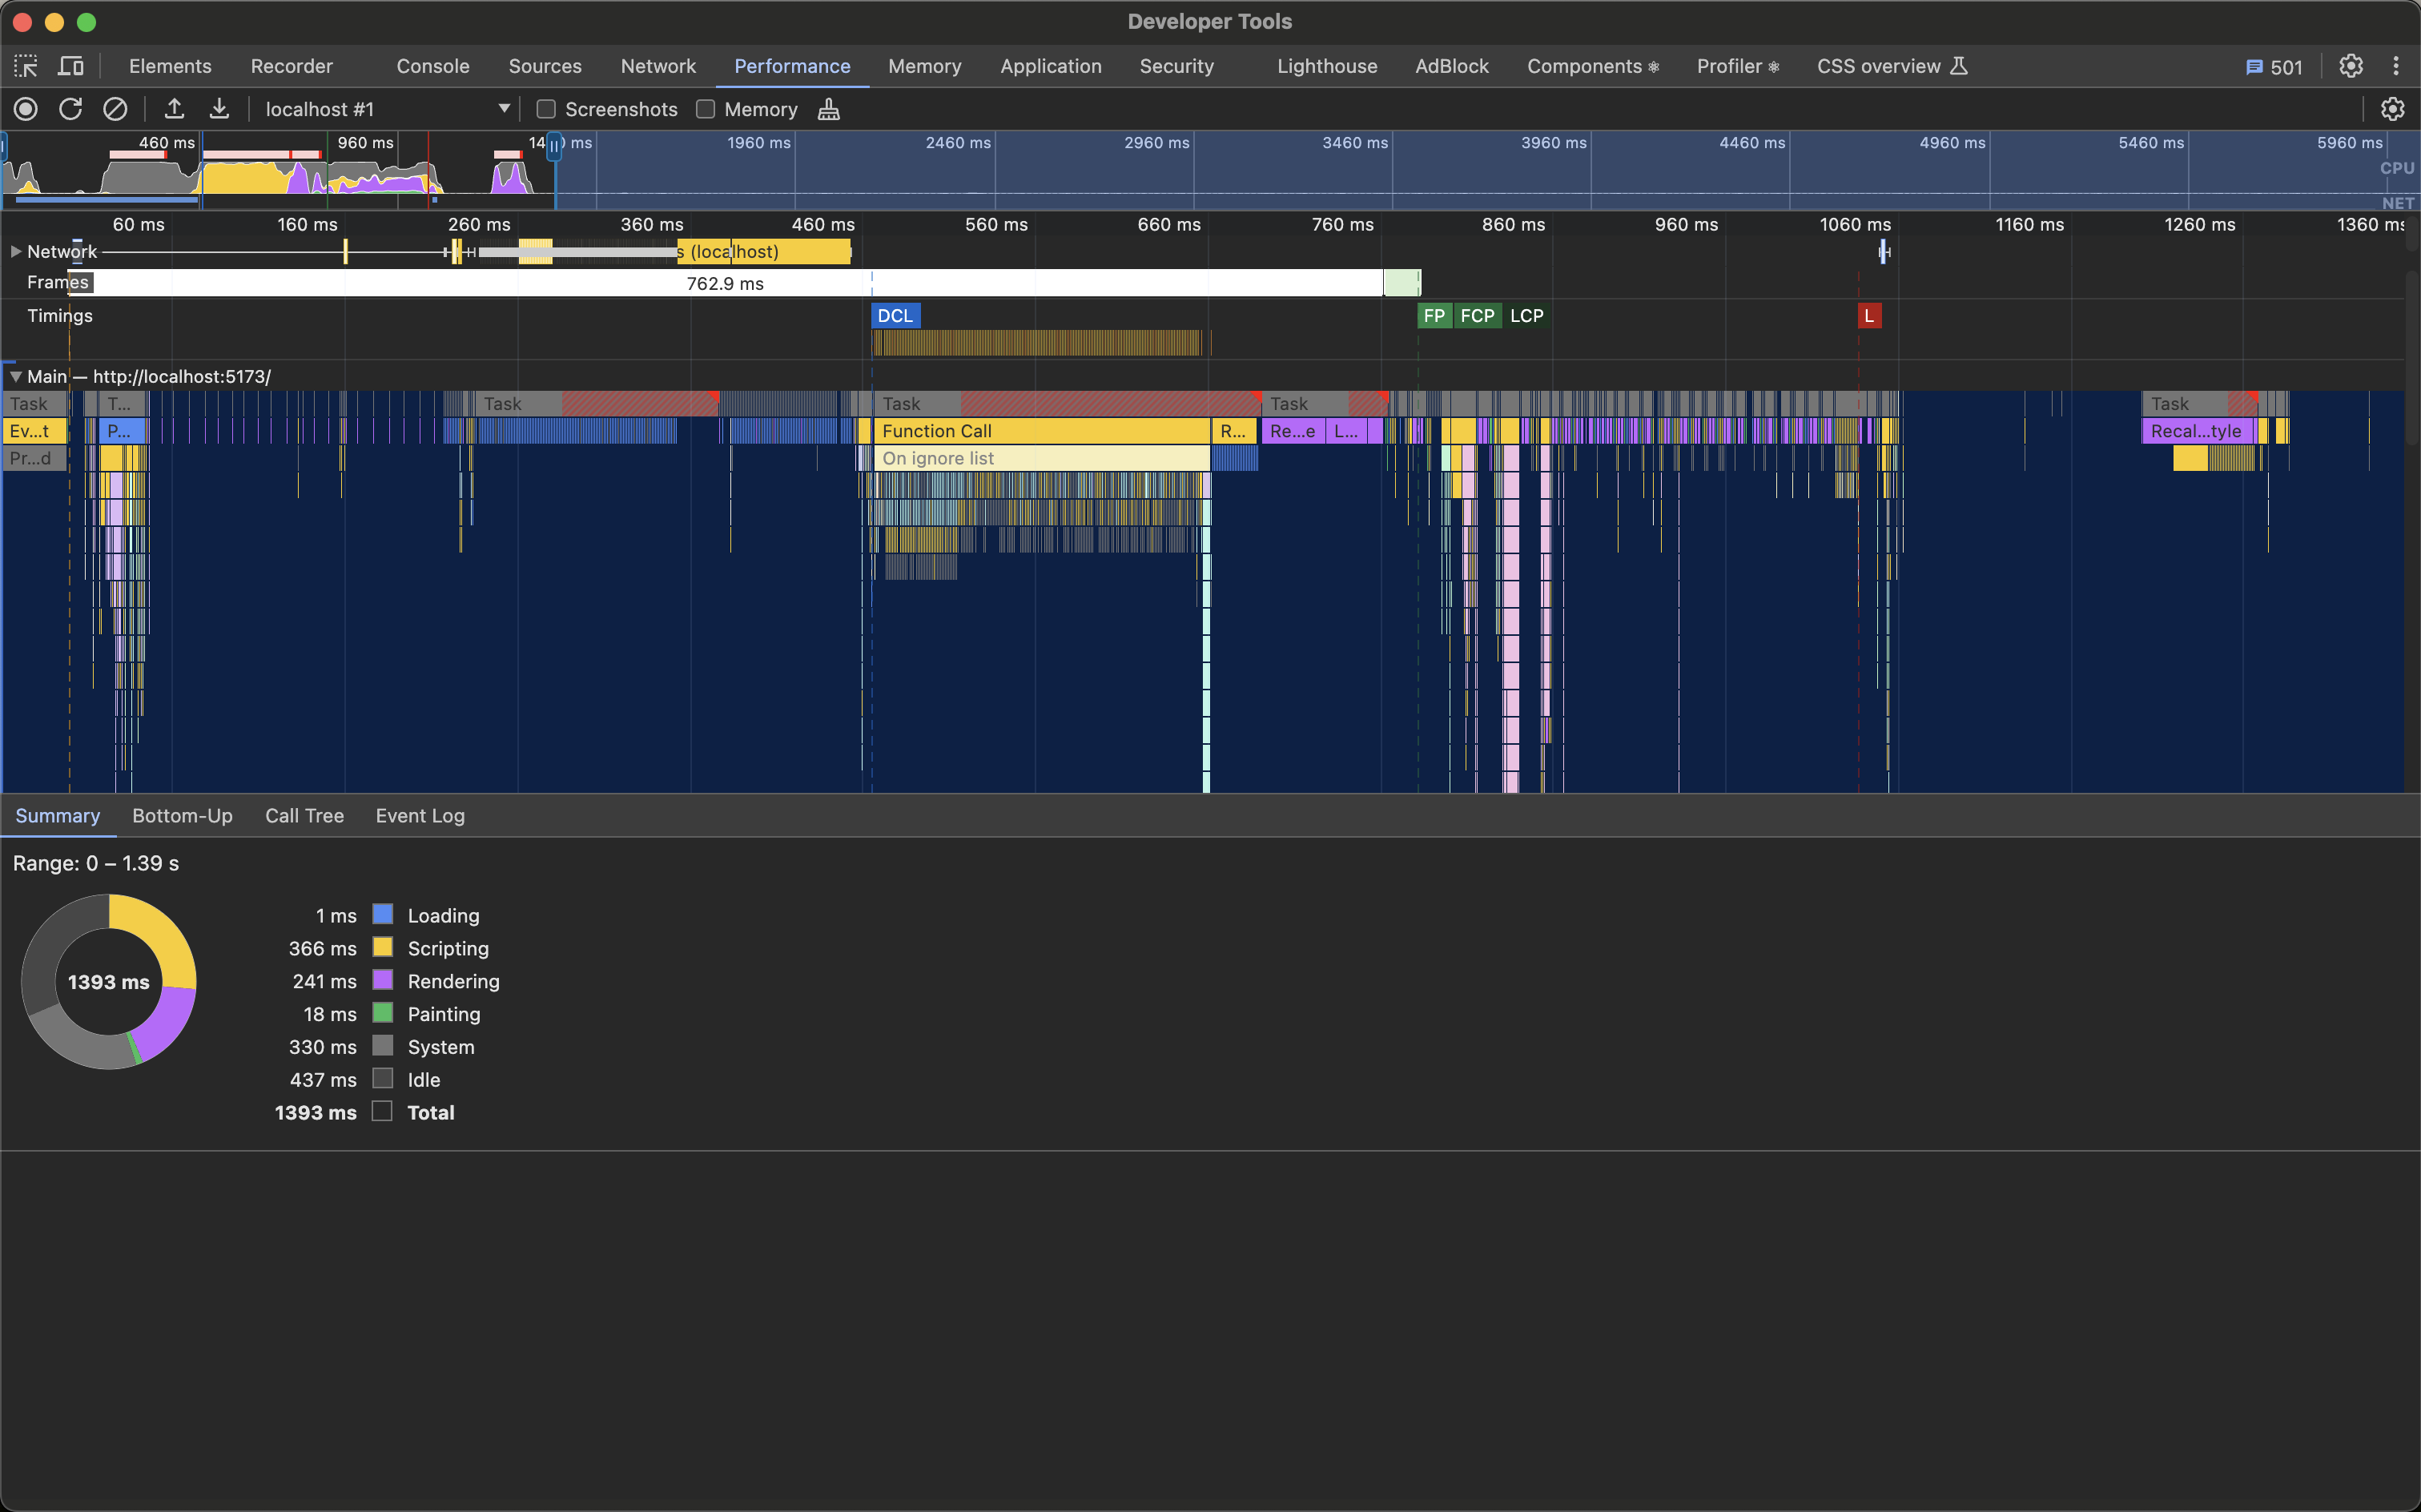 Developer Tools
Elements Recorder Console Sources Network Performance Memory Application Security Lighthouse AdBlock Components ⚛ Profiler ⚛ CSS overview 501
localhost #1 Screenshots Memory
460 ms 960 ms 14 0 ms 1960 ms 2460 ms 2960 ms 3460 ms 3960 ms 4460 ms 4960 ms 5460 ms 5960 ms
CPU
NET
60 ms 160 ms 260 ms 360 ms 460 ms 560 ms 660 ms 760 ms 860 ms 960 ms 1060 ms 1160 ms 1260 ms 1360 ms
Network s (localhost)
Frames 762.9 ms
Timings DCL FP FCP LCP L
Main — http://localhost:5173/
Task T... Task Task Task Task
Ev...t P... Function Call R... Re...e L... Recal...tyle
Pr...d On ignore list
Summary Bottom-Up Call Tree Event Log
Range: 0 – 1.39 s
1393 ms
1 ms Loading
366 ms Scripting
241 ms Rendering
18 ms Painting
330 ms System
437 ms Idle
1393 ms Total